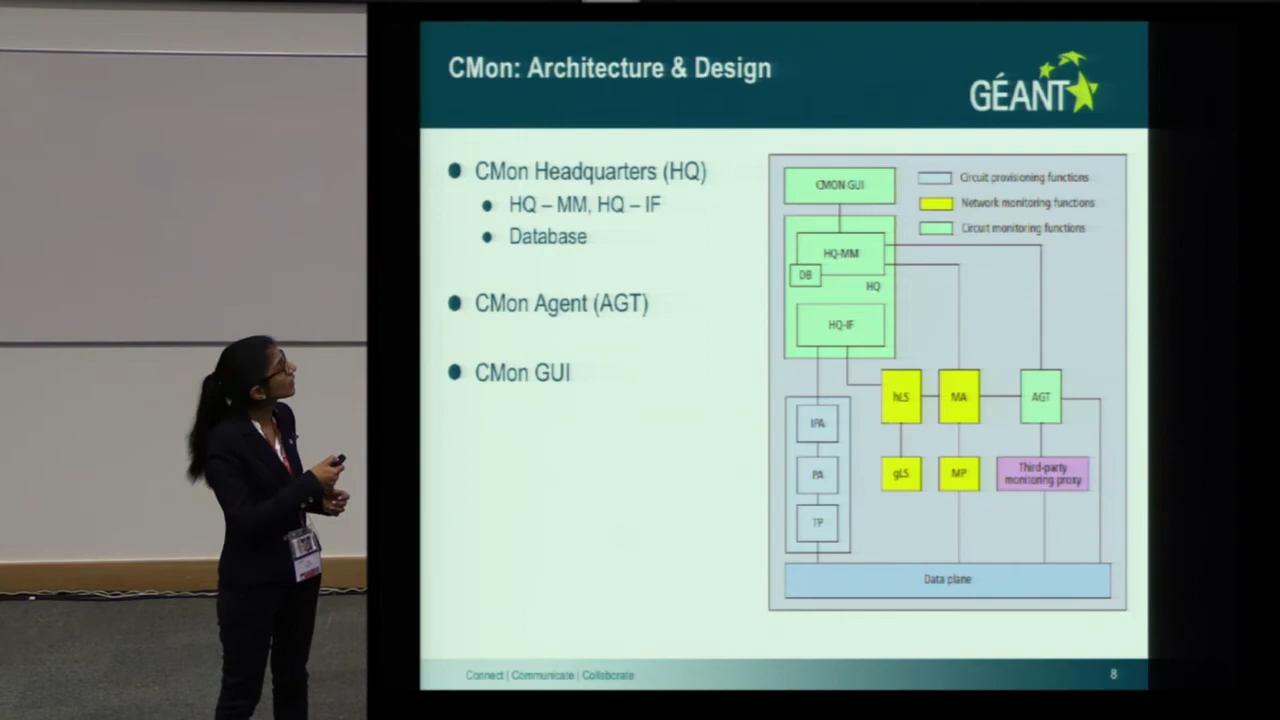 CMon: Architecture & Design
GÉANT
CMon Headquarters (HQ)
HQ – MM, HQ – IF
Database
CMon Agent (AGT)
CMon GUI
CMON GUI
Circuit provisioning functions
Network monitoring functions
Circuit monitoring functions
HQ-MM
DB
HQ
HQ-IF
hLS
MA
AGT
IPA
PA
TP
gLS
MP
Third-party
monitoring proxy
Data plane
Connect | Communicate | Collaborate
8